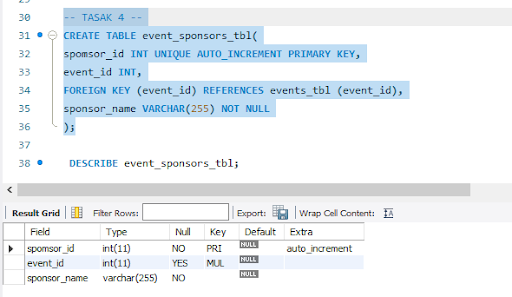 30 -- TASAK 4 --
31 CREATE TABLE event_sponsors_tbl(
32 spomsor_id INT UNIQUE AUTO_INCREMENT PRIMARY KEY,
33 event_id INT,
34 FOREIGN KEY (event_id) REFERENCES events_tbl (event_id),
35 sponsor_name VARCHAR(255) NOT NULL
36 );
37
38 DESCRIBE event_sponsors_tbl;
Result Grid Filter Rows: Export: Wrap Cell Content:
Field Type Null Key Default Extra
spomsor_id int(11) NO PRI NULL auto_increment
event_id int(11) YES MUL NULL
sponsor_name varchar(255) NO NULL